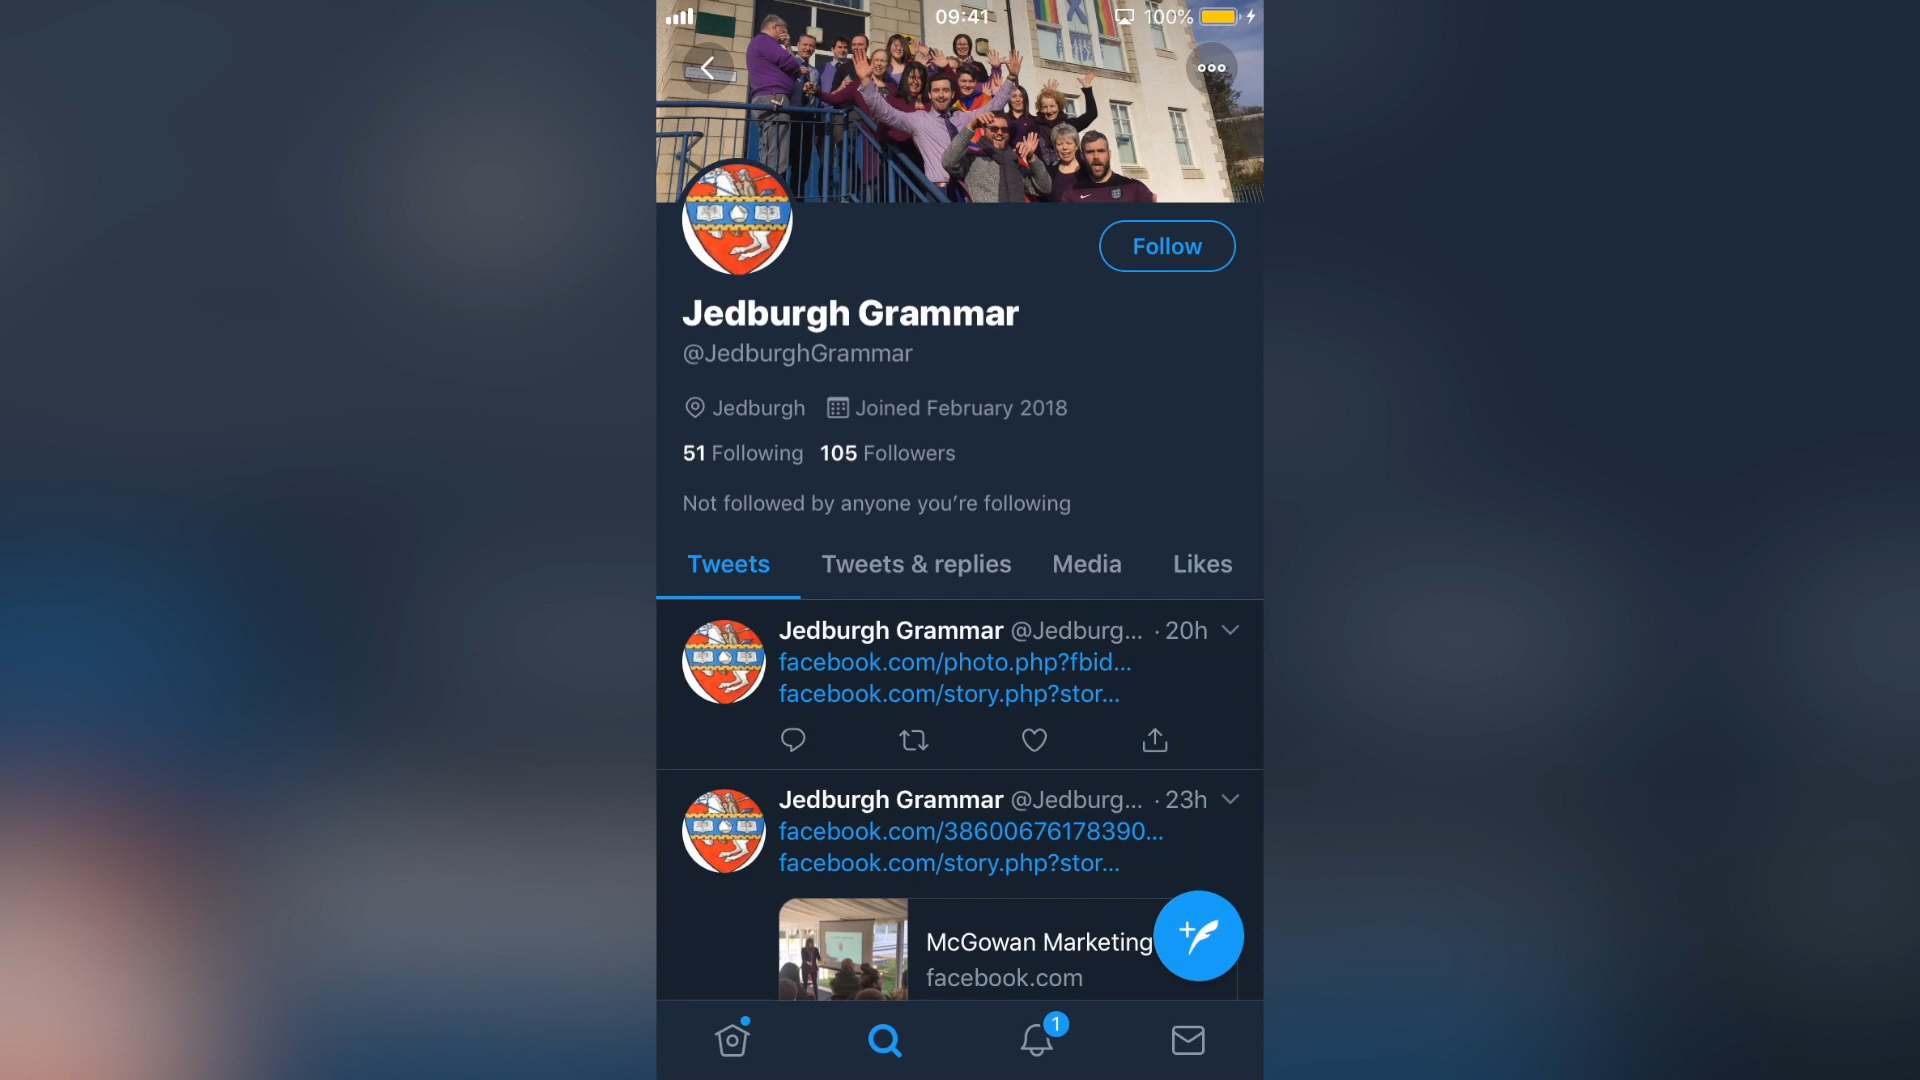 09:41
100%
Follow
Jedburgh Grammar
@JedburghGrammar
Jedburgh Joined February 2018
51 Following 105 Followers
Not followed by anyone you’re following
Tweets Tweets & replies Media Likes
Jedburgh Grammar @Jedburg... · 20h
facebook.com/photo.php?fbid...
facebook.com/story.php?stor...
Jedburgh Grammar @Jedburg... · 23h
facebook.com/38600676178390...
facebook.com/story.php?stor...
McGowan Marketing
facebook.com
1